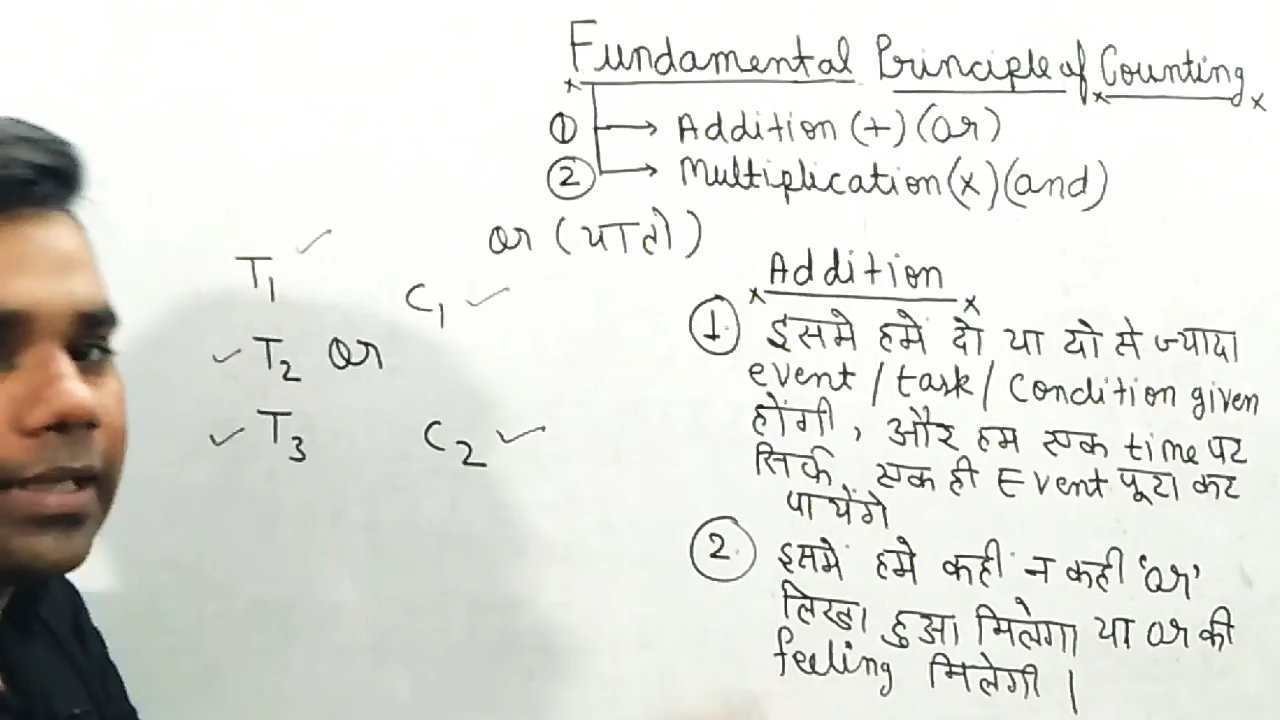 Fundamental Principle of Counting
① Addition (+) (or)
② Multiplication (x) (and)
or (या तो)
T1
T2 or
T3
C1
C2
Addition
1. इसमे हमें दो या दो से ज्यादा
event / task / Condition given
होंगी, और हम एक time पर
सिर्फ एक ही Event पूरा कर
पायेंगे
2. इसमें हमे कही न कही 'or'
लिखा हुआ मिलेगा या or की
feeling मिलेगी ।